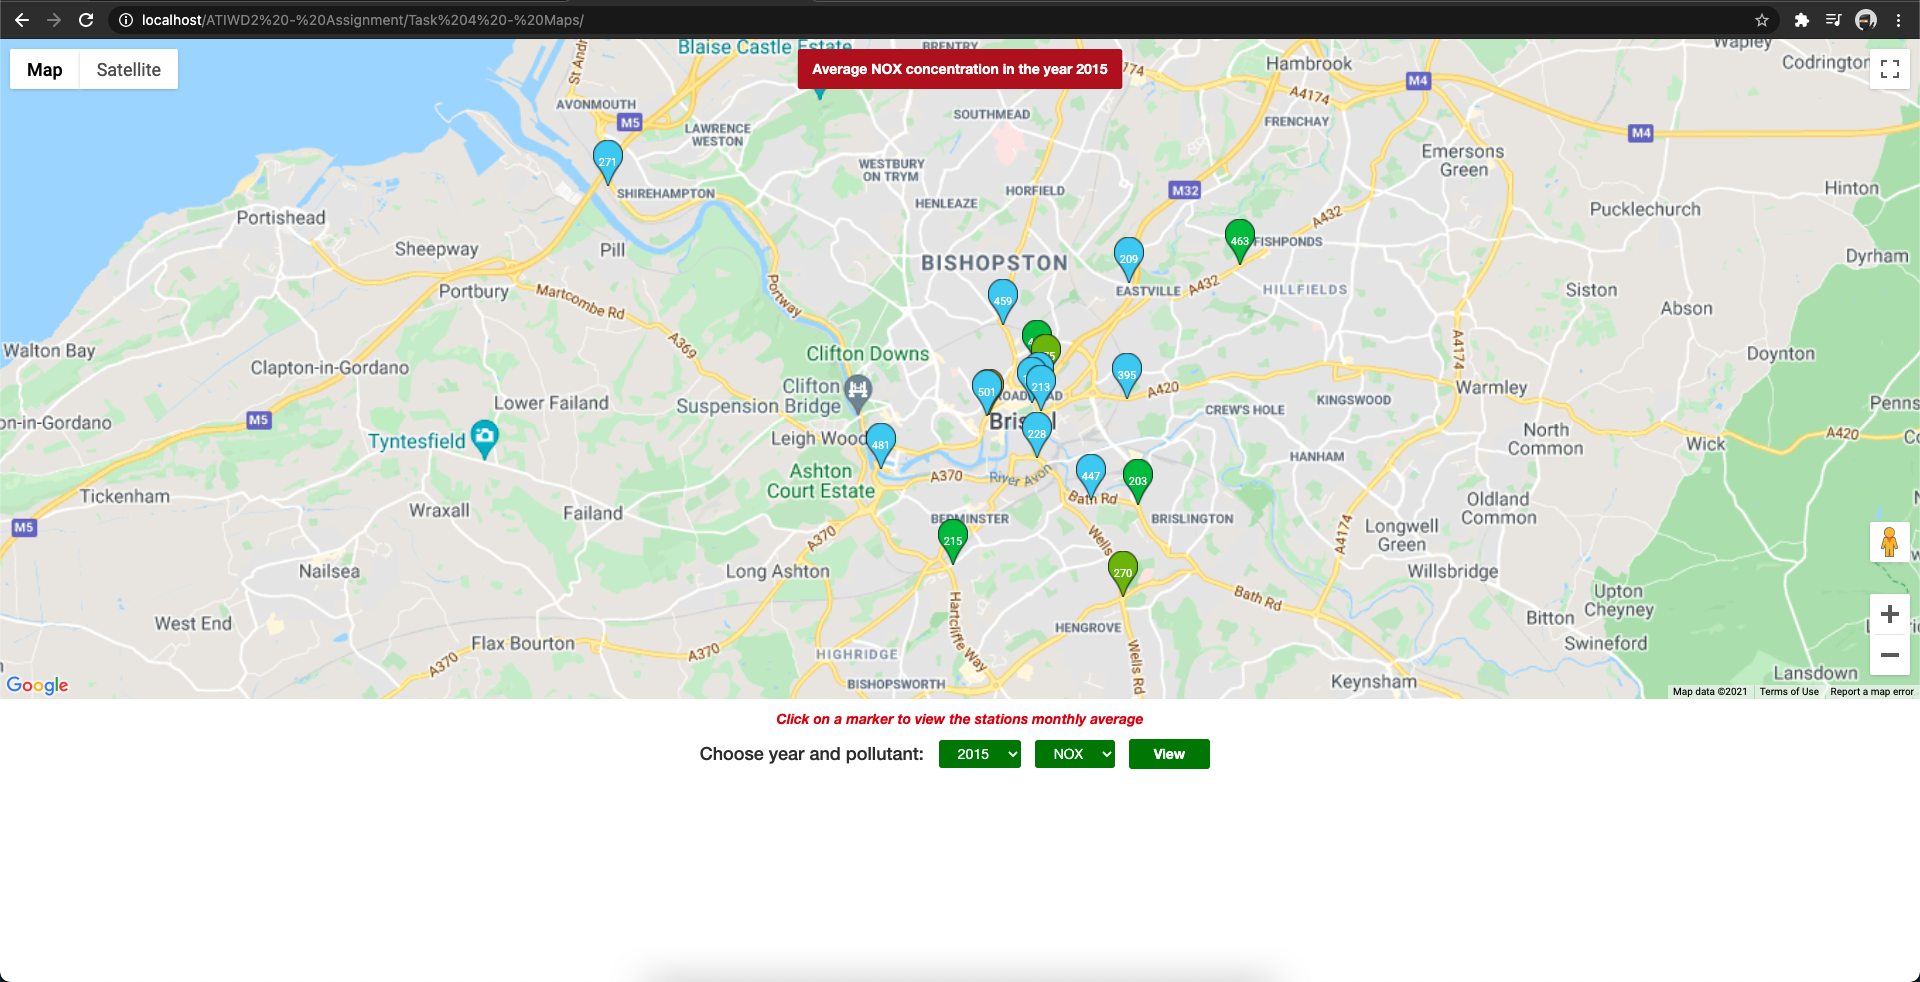 localhost/ATIWD2%20-%20Assignment/Task%204%20-%20Maps/
Map
Satellite
Average NOX concentration in the year 2015
Blaise Castle Estate
BRENTRY
Wapley
Hambrook
Codrington
M4
4174
A4174
St Andr
AVONMOUTH
M5
SOUTHMEAD
FRENCHAY
LAWRENCE
WESTON
M4
271
WESTBURY
ON TRYM
Emersons
Green
SHIREHAMPTON
HORFIELD
M32
Hinton
HENLEAZE
Portishead
A432
Pucklechurch
Sheepway
Pill
463
FISHPONDS
209
BISHOPSTON
Dyrham
Portbury
Martcombe Rd
Portway
EASTVILLE
A432
HILLFIELDS
Siston
459
Abson
Walton Bay
A369
Clifton Downs
A4174
Doynton
Clapton-in-Gordano
395
Clifton
Suspension Bridge
501
213
A420
Warmley
Lower Failand
KINGSWOOD
CREW'S HOLE
Penns
on-in-Gordano
M5
Tyntesfield
Leigh Wood
481
228
North
Common
Wick
A420
Ashton
Court Estate
A370
River Avon
447
203
HANHAM
Tickenham
Bath Rd
Oldland
Common
Wraxall
Failand
BEDMINSTER
BRISLINGTON
M5
Longwell
Green
A370
215
Wells
A4174
Nailsea
Long Ashton
270
Willsbridge
Hartcliffe Way
Bath Rd
Upton
Cheyney
West End
HENGROVE
Bitton
Flax Bourton
A370
A370
HIGHRIDGE
Wells Rd
Swineford
BISHOPSWORTH
Keynsham
Lansdown
Google
Map data ©2021
Terms of Use
Report a map error
Click on a marker to view the stations monthly average
Choose year and pollutant:
2015
NOX
View